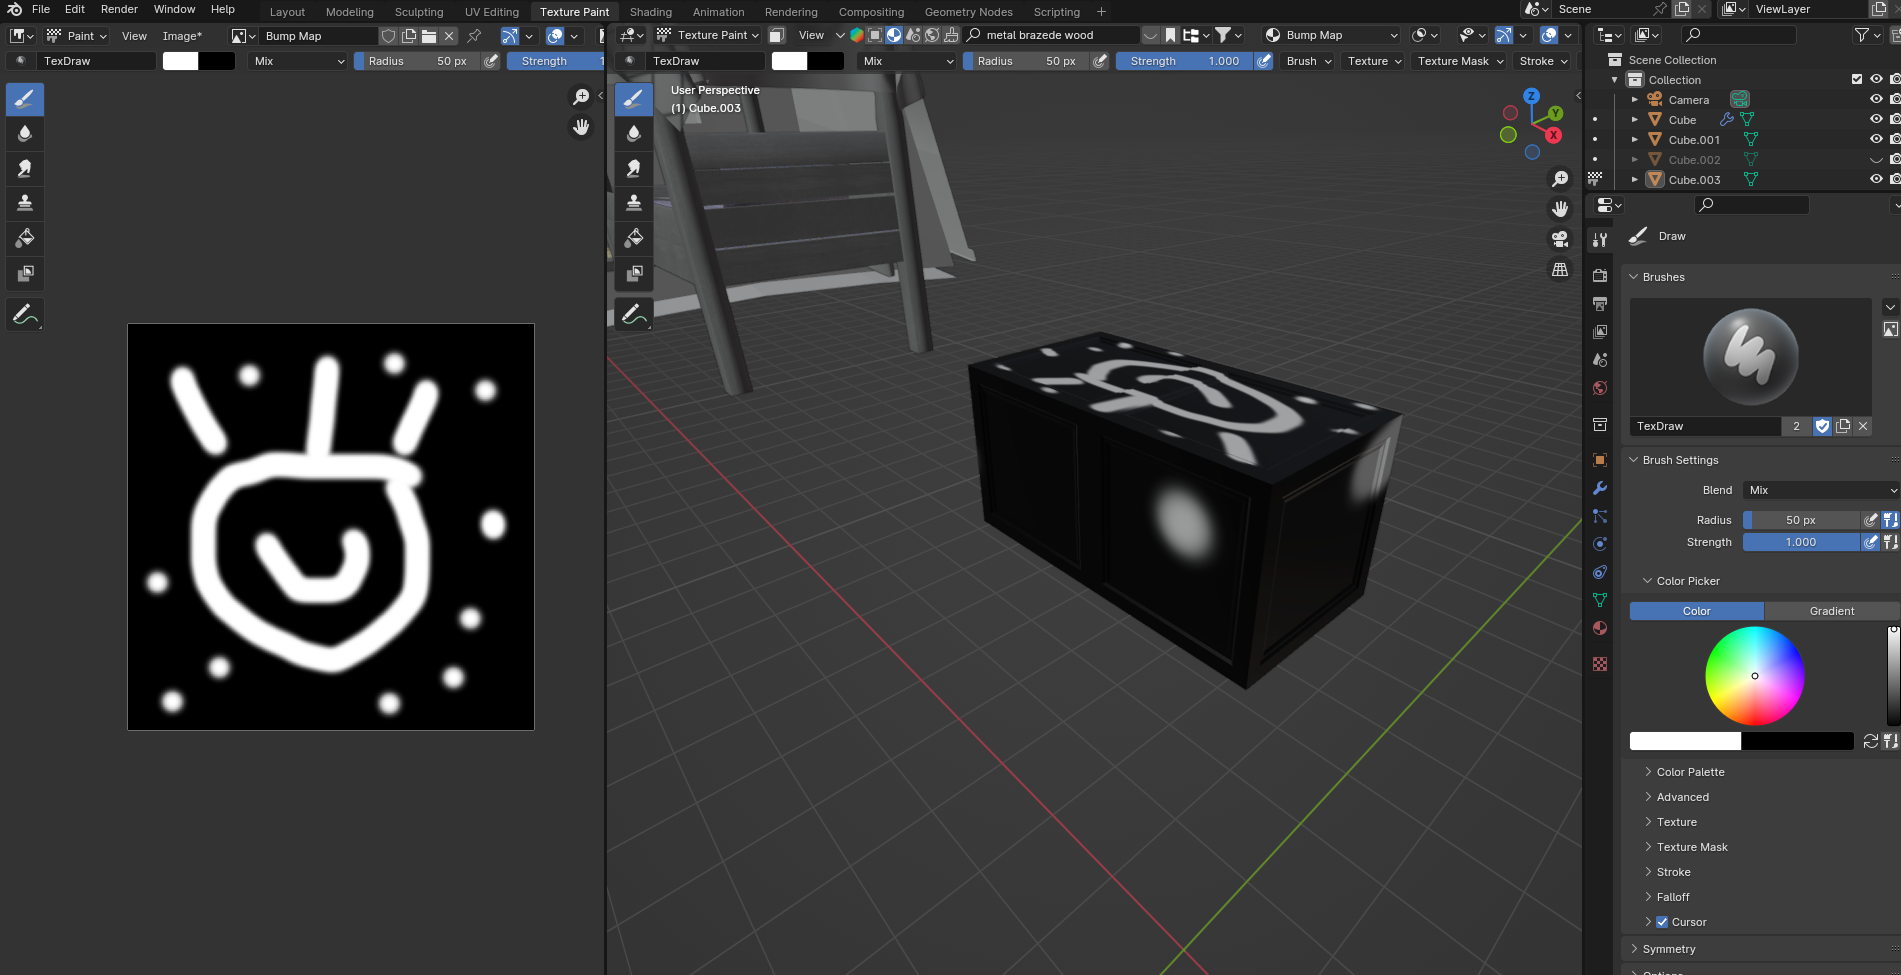 File Edit Render Window Help Layout Modeling Sculpting UV Editing Texture Paint Shading Animation Rendering Compositing Geometry Nodes Scripting + Scene ViewLayer
Paint View Image* Bump Map Texture Paint View metal brazede wood Bump Map
TexDraw Mix Radius 50 px Strength 1 TexDraw Mix Radius 50 px Strength 1.000 Brush Texture Texture Mask Stroke
User Perspective
(1) Cube.003
Z
Y
X
Scene Collection
Collection
Camera
Cube
Cube.001
Cube.002
Cube.003
Draw
Brushes
TexDraw 2
Brush Settings
Blend Mix
Radius 50 px
Strength 1.000
Color Picker
Color Gradient
Color Palette
Advanced
Texture
Texture Mask
Stroke
Falloff
Cursor
Symmetry